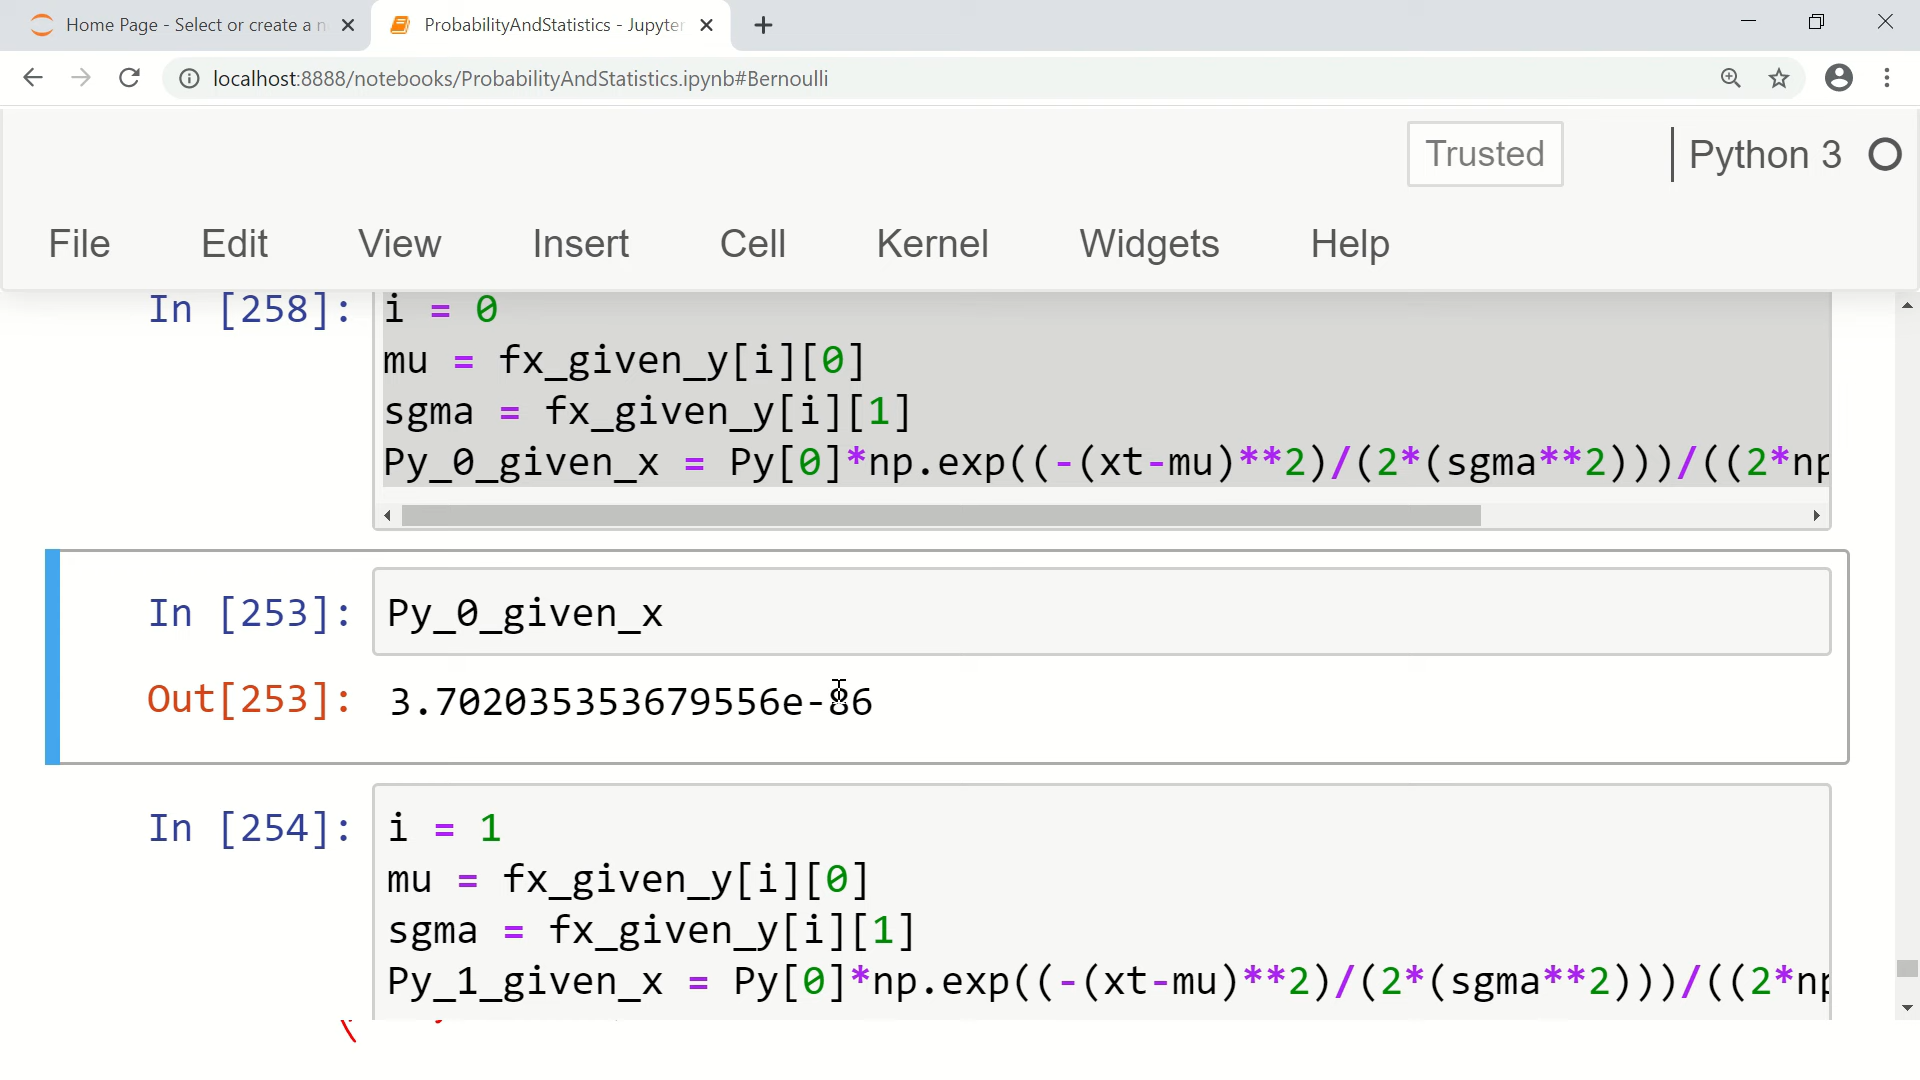 Home Page - Select or create a n
ProbabilityAndStatistics - Jupyter
localhost:8888/notebooks/ProbabilityAndStatistics.ipynb#Bernoulli
Trusted
Python 3
File Edit View Insert Cell Kernel Widgets Help
In [258]: i = 0
mu = fx_given_y[i][0]
sgma = fx_given_y[i][1]
Py_0_given_x = Py[0]*np.exp((-(xt-mu)**2)/(2*(sgma**2)))/((2*np
In [253]: Py_0_given_x
Out[253]: 3.702035353679556e-86
In [254]: i = 1
mu = fx_given_y[i][0]
sgma = fx_given_y[i][1]
Py_1_given_x = Py[0]*np.exp((-(xt-mu)**2)/(2*(sgma**2)))/((2*np